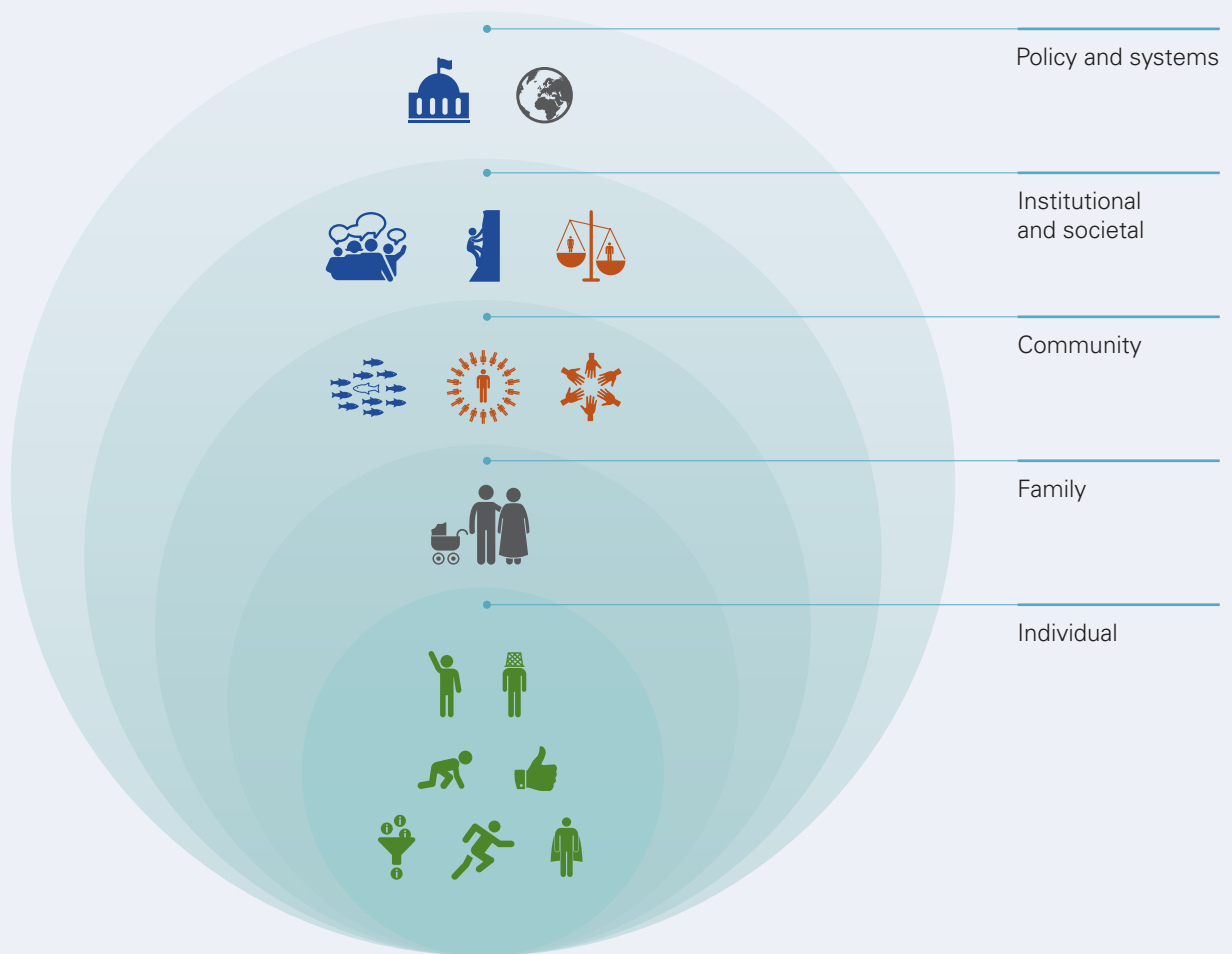 Policy and systems
Institutional
and societal
Community
Family
Individual